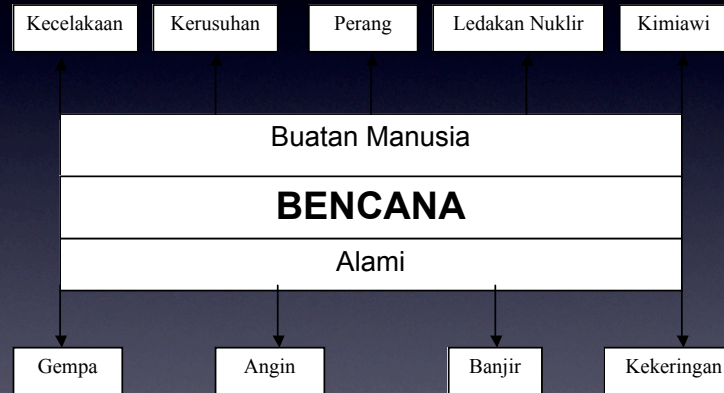 Kecelakaan
Kerusuhan
Perang
Ledakan Nuklir
Kimiawi
Buatan Manusia
BENCANA
Alami
Gempa
Angin
Banjir
Kekeringan